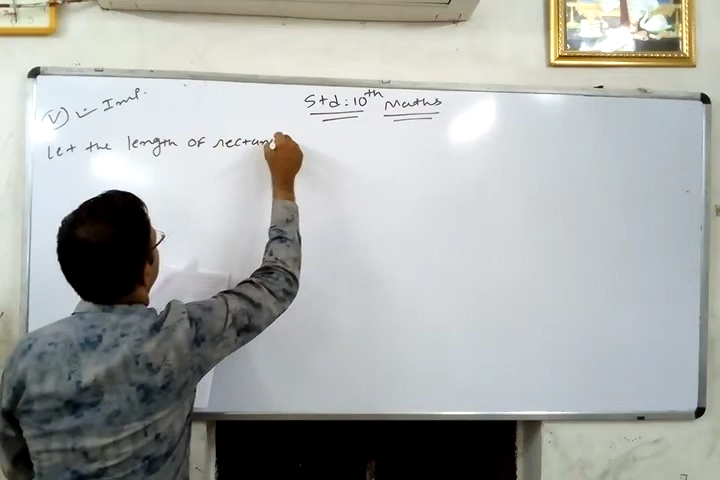 Std: 10th Maths
(V) :- Imp.
Let the length of rectan